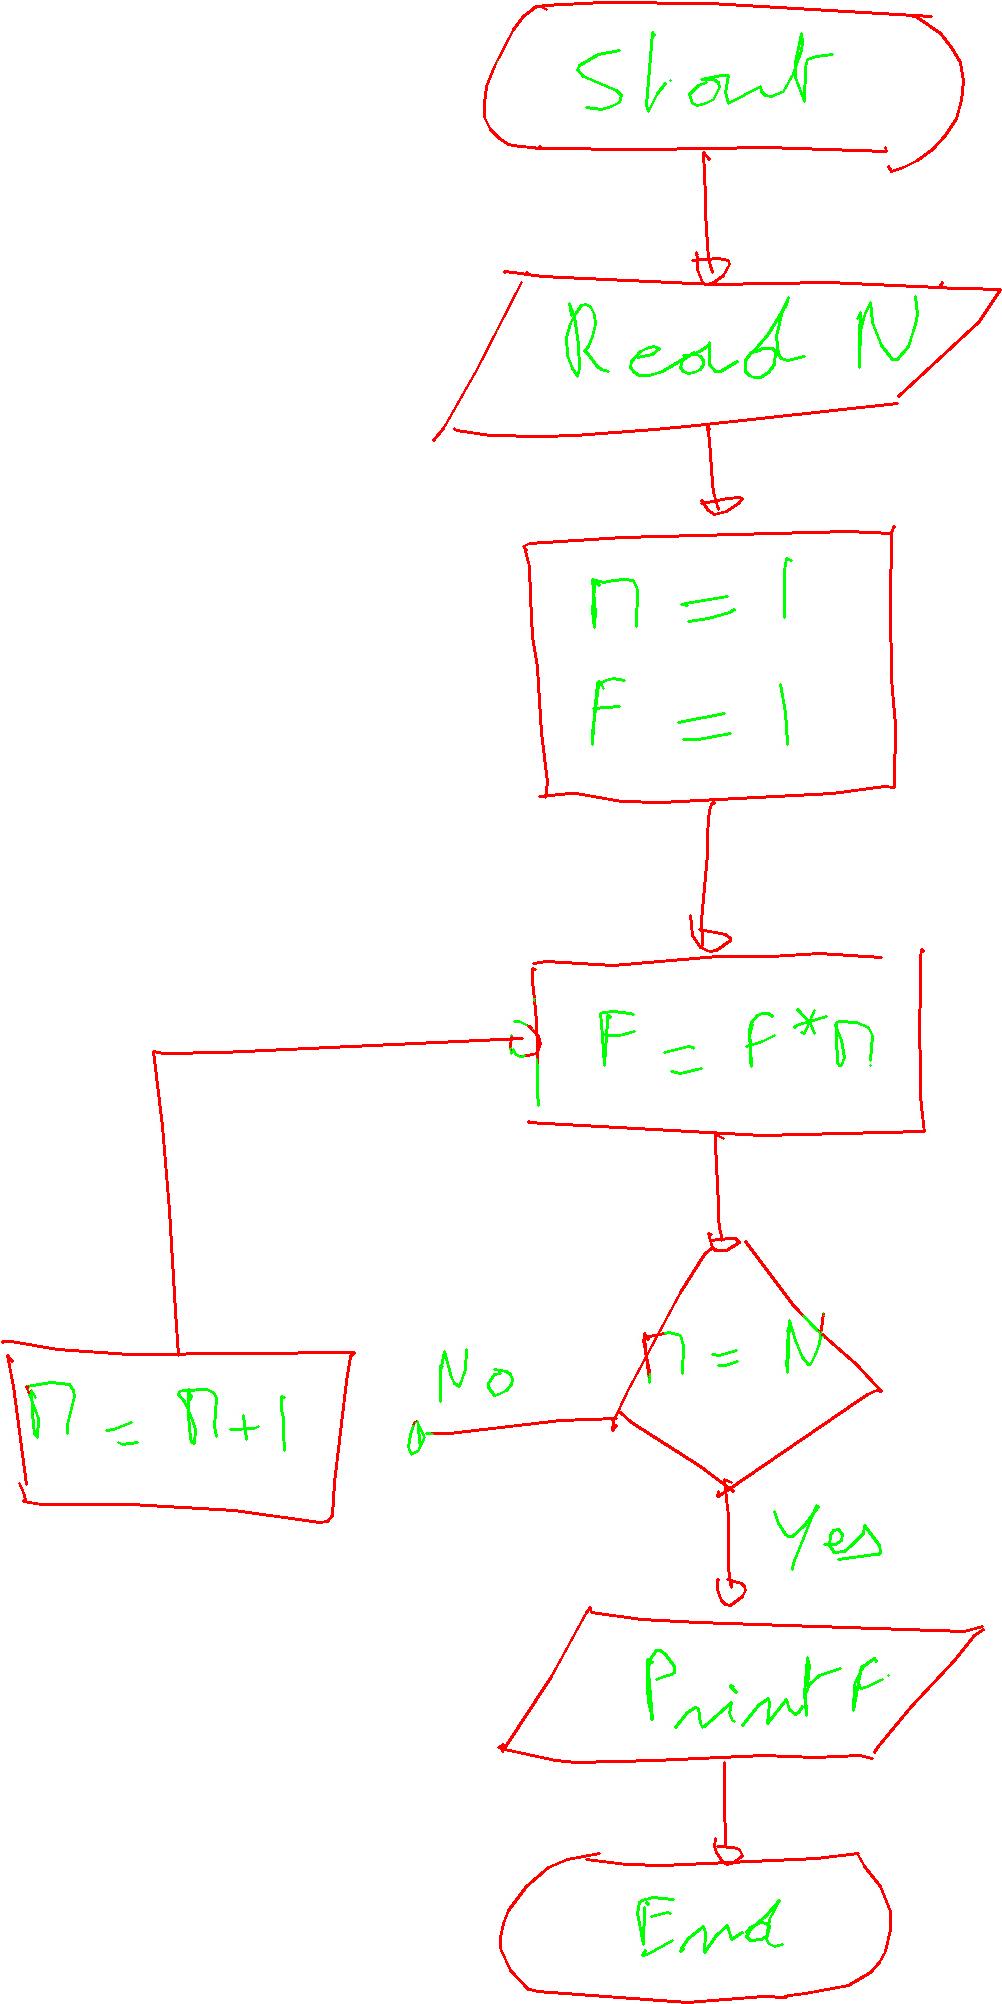 Start
Read N
n = 1
F = 1
F = F*n
n = N
No
n = n+1
Yes
Print F
End